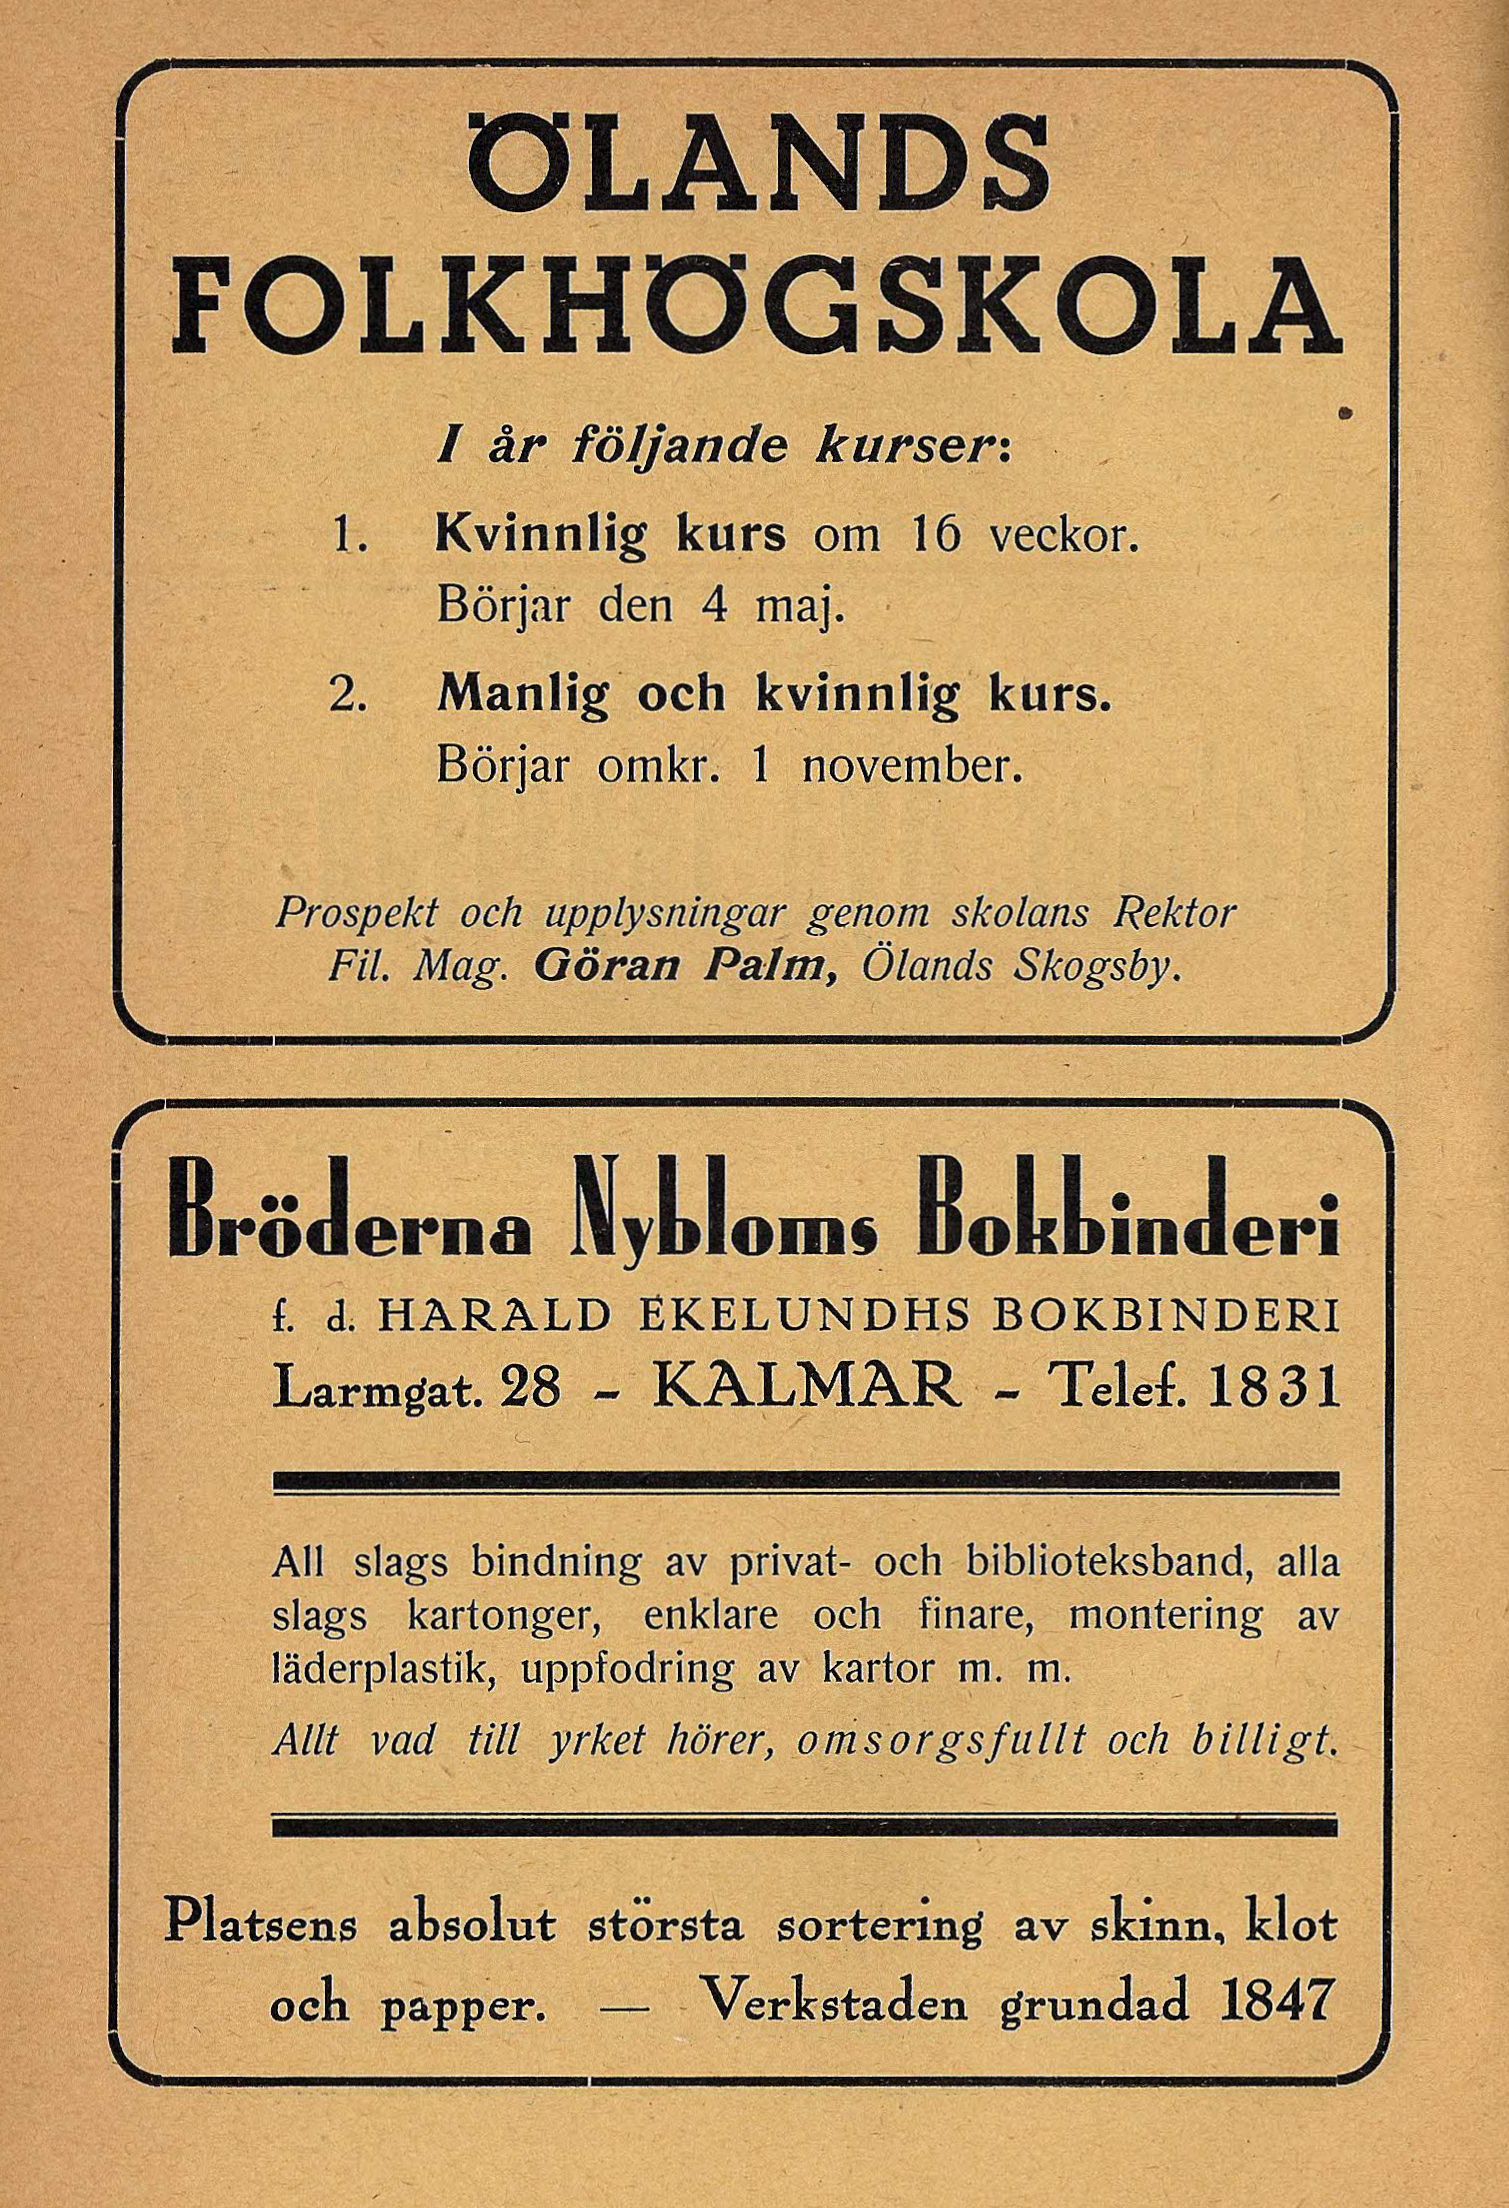 ÖLANDS
FOLKHÖGSKOLA
I år följande kurser:
1. Kvinnlig kurs om 16 veckor.
Börjar den 4 maj.
2. Manlig och kvinnlig kurs.
Börjar omkr. 1 november.
Prospekt och upplysningar genom skolans Rektor
Fil. Mag. Göran Palm, Ölands Skogsby.
Bröderna Nybloms Bokbinderi
f. d. HARALD EKELUNDHS BOKBINDERI
Larmgat. 28 - KALMAR - Telef. 1831
All slags bindning av privat- och biblioteksband, alla
slags kartonger, enklare och finare, montering av
läderplastik, uppfodring av kartor m. m.
Allt vad till yrket hörer, omsorgsfullt och billigt.
Platsens absolut största sortering av skinn, klot
och papper. — Verkstaden grundad 1847